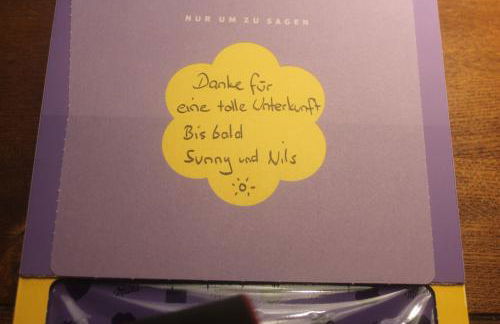 NUR UM ZU SAGEN
Danke für
eine tolle Unterkunft
Bis bald
Sunny und Nils